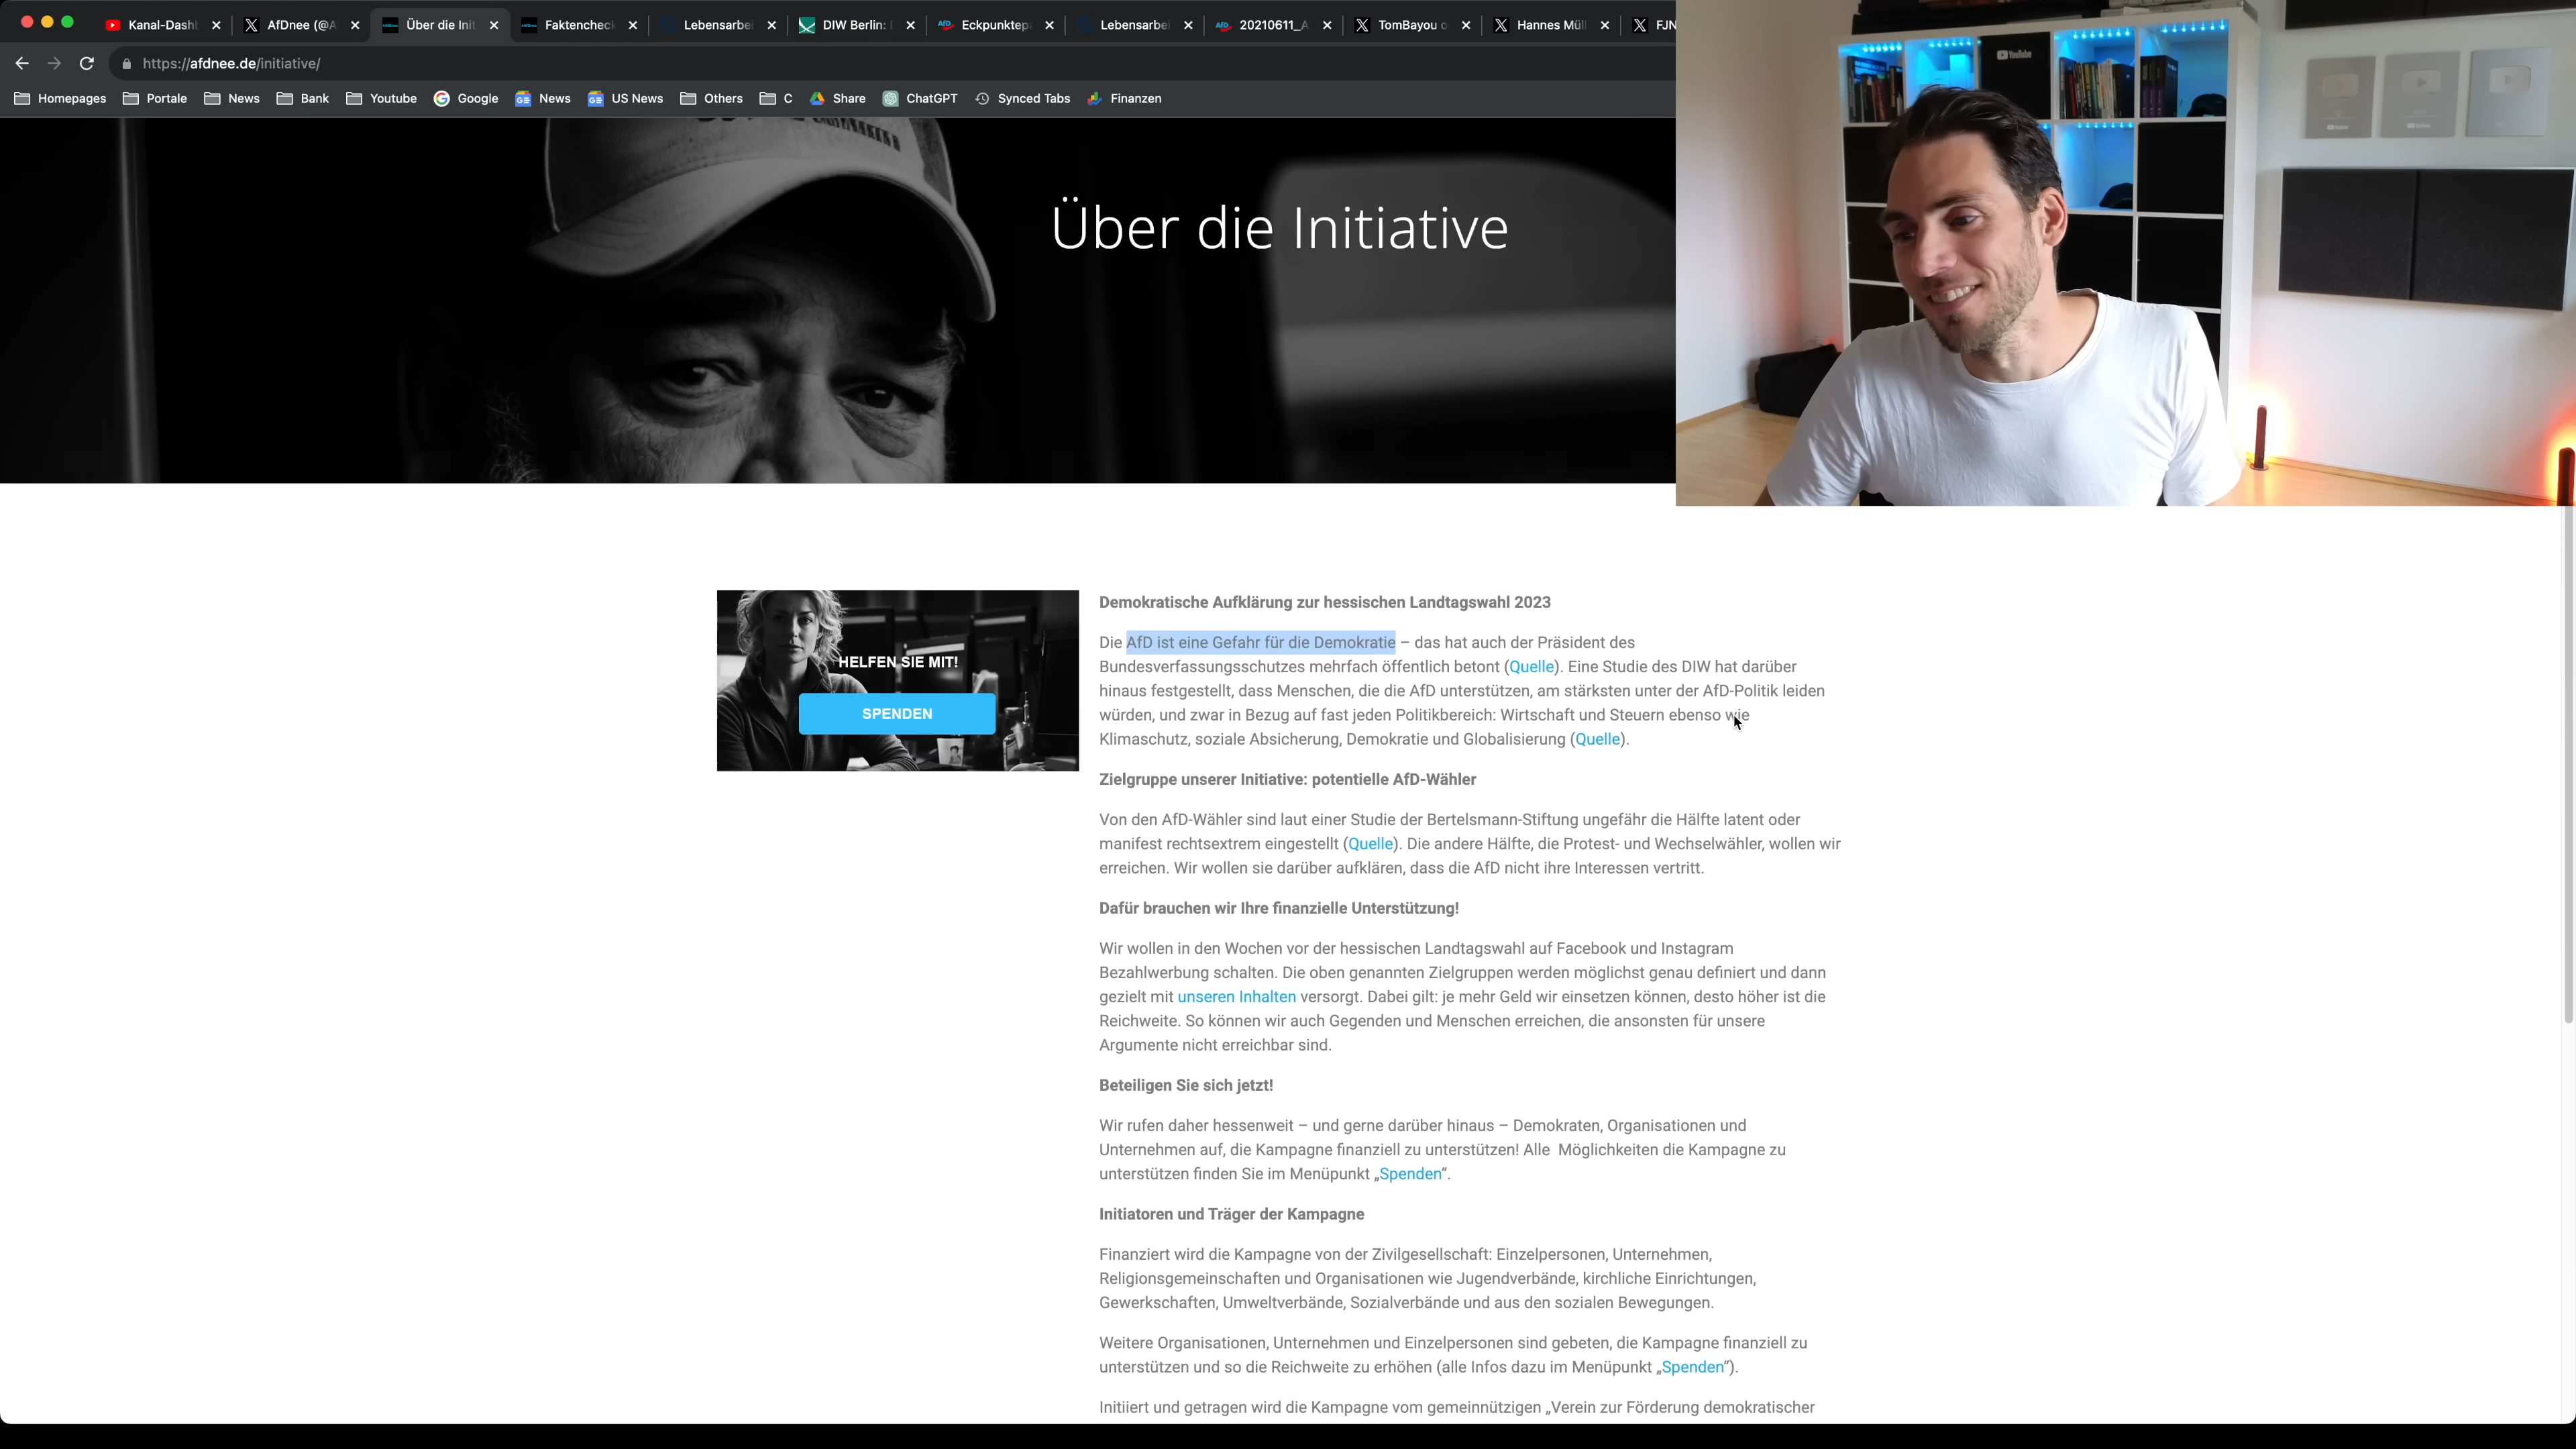 Kanal-Dash
AfDnee (@A
Über die Init
Faktencheck
Lebensarbei
DIW Berlin:
Eckpunktepa
Lebensarbei
20210611_A
TomBayou o
Hannes Mül
FJN
https://afdnee.de/initiative/
Homepages
Portale
News
Bank
Youtube
Google
News
US News
Others
C
Share
ChatGPT
Synced Tabs
Finanzen
YouTube
Über die Initiative
HELFEN SIE MIT!
SPENDEN
Demokratische Aufklärung zur hessischen Landtagswahl 2023
Die AfD ist eine Gefahr für die Demokratie – das hat auch der Präsident des
Bundesverfassungsschutzes mehrfach öffentlich betont (Quelle). Eine Studie des DIW hat darüber
hinaus festgestellt, dass Menschen, die die AfD unterstützen, am stärksten unter der AfD-Politik leiden
würden, und zwar in Bezug auf fast jeden Politikbereich: Wirtschaft und Steuern ebenso wie
Klimaschutz, soziale Absicherung, Demokratie und Globalisierung (Quelle).
Zielgruppe unserer Initiative: potentielle AfD-Wähler
Von den AfD-Wähler sind laut einer Studie der Bertelsmann-Stiftung ungefähr die Hälfte latent oder
manifest rechtsextrem eingestellt (Quelle). Die andere Hälfte, die Protest- und Wechselwähler, wollen wir
erreichen. Wir wollen sie darüber aufklären, dass die AfD nicht ihre Interessen vertritt.
Dafür brauchen wir Ihre finanzielle Unterstützung!
Wir wollen in den Wochen vor der hessischen Landtagswahl auf Facebook und Instagram
Bezahlwerbung schalten. Die oben genannten Zielgruppen werden möglichst genau definiert und dann
gezielt mit unseren Inhalten versorgt. Dabei gilt: je mehr Geld wir einsetzen können, desto höher ist die
Reichweite. So können wir auch Gegenden und Menschen erreichen, die ansonsten für unsere
Argumente nicht erreichbar sind.
Beteiligen Sie sich jetzt!
Wir rufen daher hessenweit – und gerne darüber hinaus – Demokraten, Organisationen und
Unternehmen auf, die Kampagne finanziell zu unterstützen! Alle Möglichkeiten die Kampagne zu
unterstützen finden Sie im Menüpunkt „Spenden“.
Initiatoren und Träger der Kampagne
Finanziert wird die Kampagne von der Zivilgesellschaft: Einzelpersonen, Unternehmen,
Religionsgemeinschaften und Organisationen wie Jugendverbände, kirchliche Einrichtungen,
Gewerkschaften, Umweltverbände, Sozialverbände und aus den sozialen Bewegungen.
Weitere Organisationen, Unternehmen und Einzelpersonen sind gebeten, die Kampagne finanziell zu
unterstützen und so die Reichweite zu erhöhen (alle Infos dazu im Menüpunkt „Spenden“).
Initiiert und getragen wird die Kampagne vom gemeinnützigen „Verein zur Förderung demokratischer